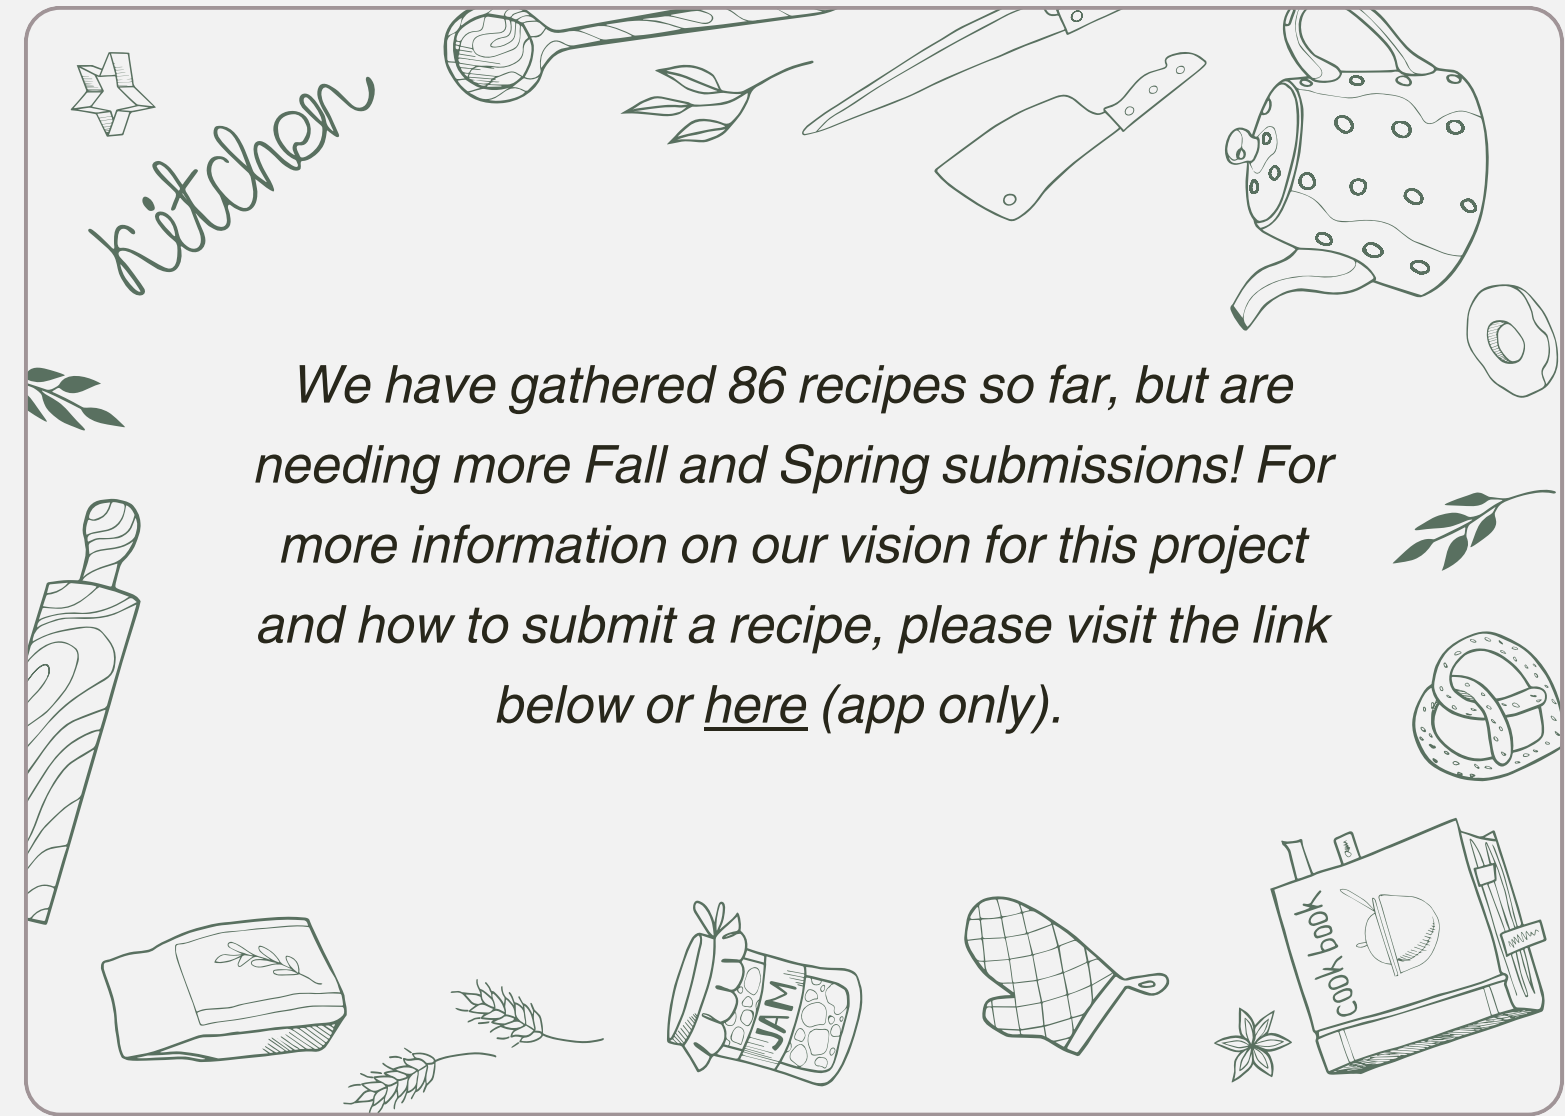 Kitchen
We have gathered 86 recipes so far, but are
needing more Fall and Spring submissions! For
more information on our vision for this project
and how to submit a recipe, please visit the link
below or here (app only).
JAM
cook book